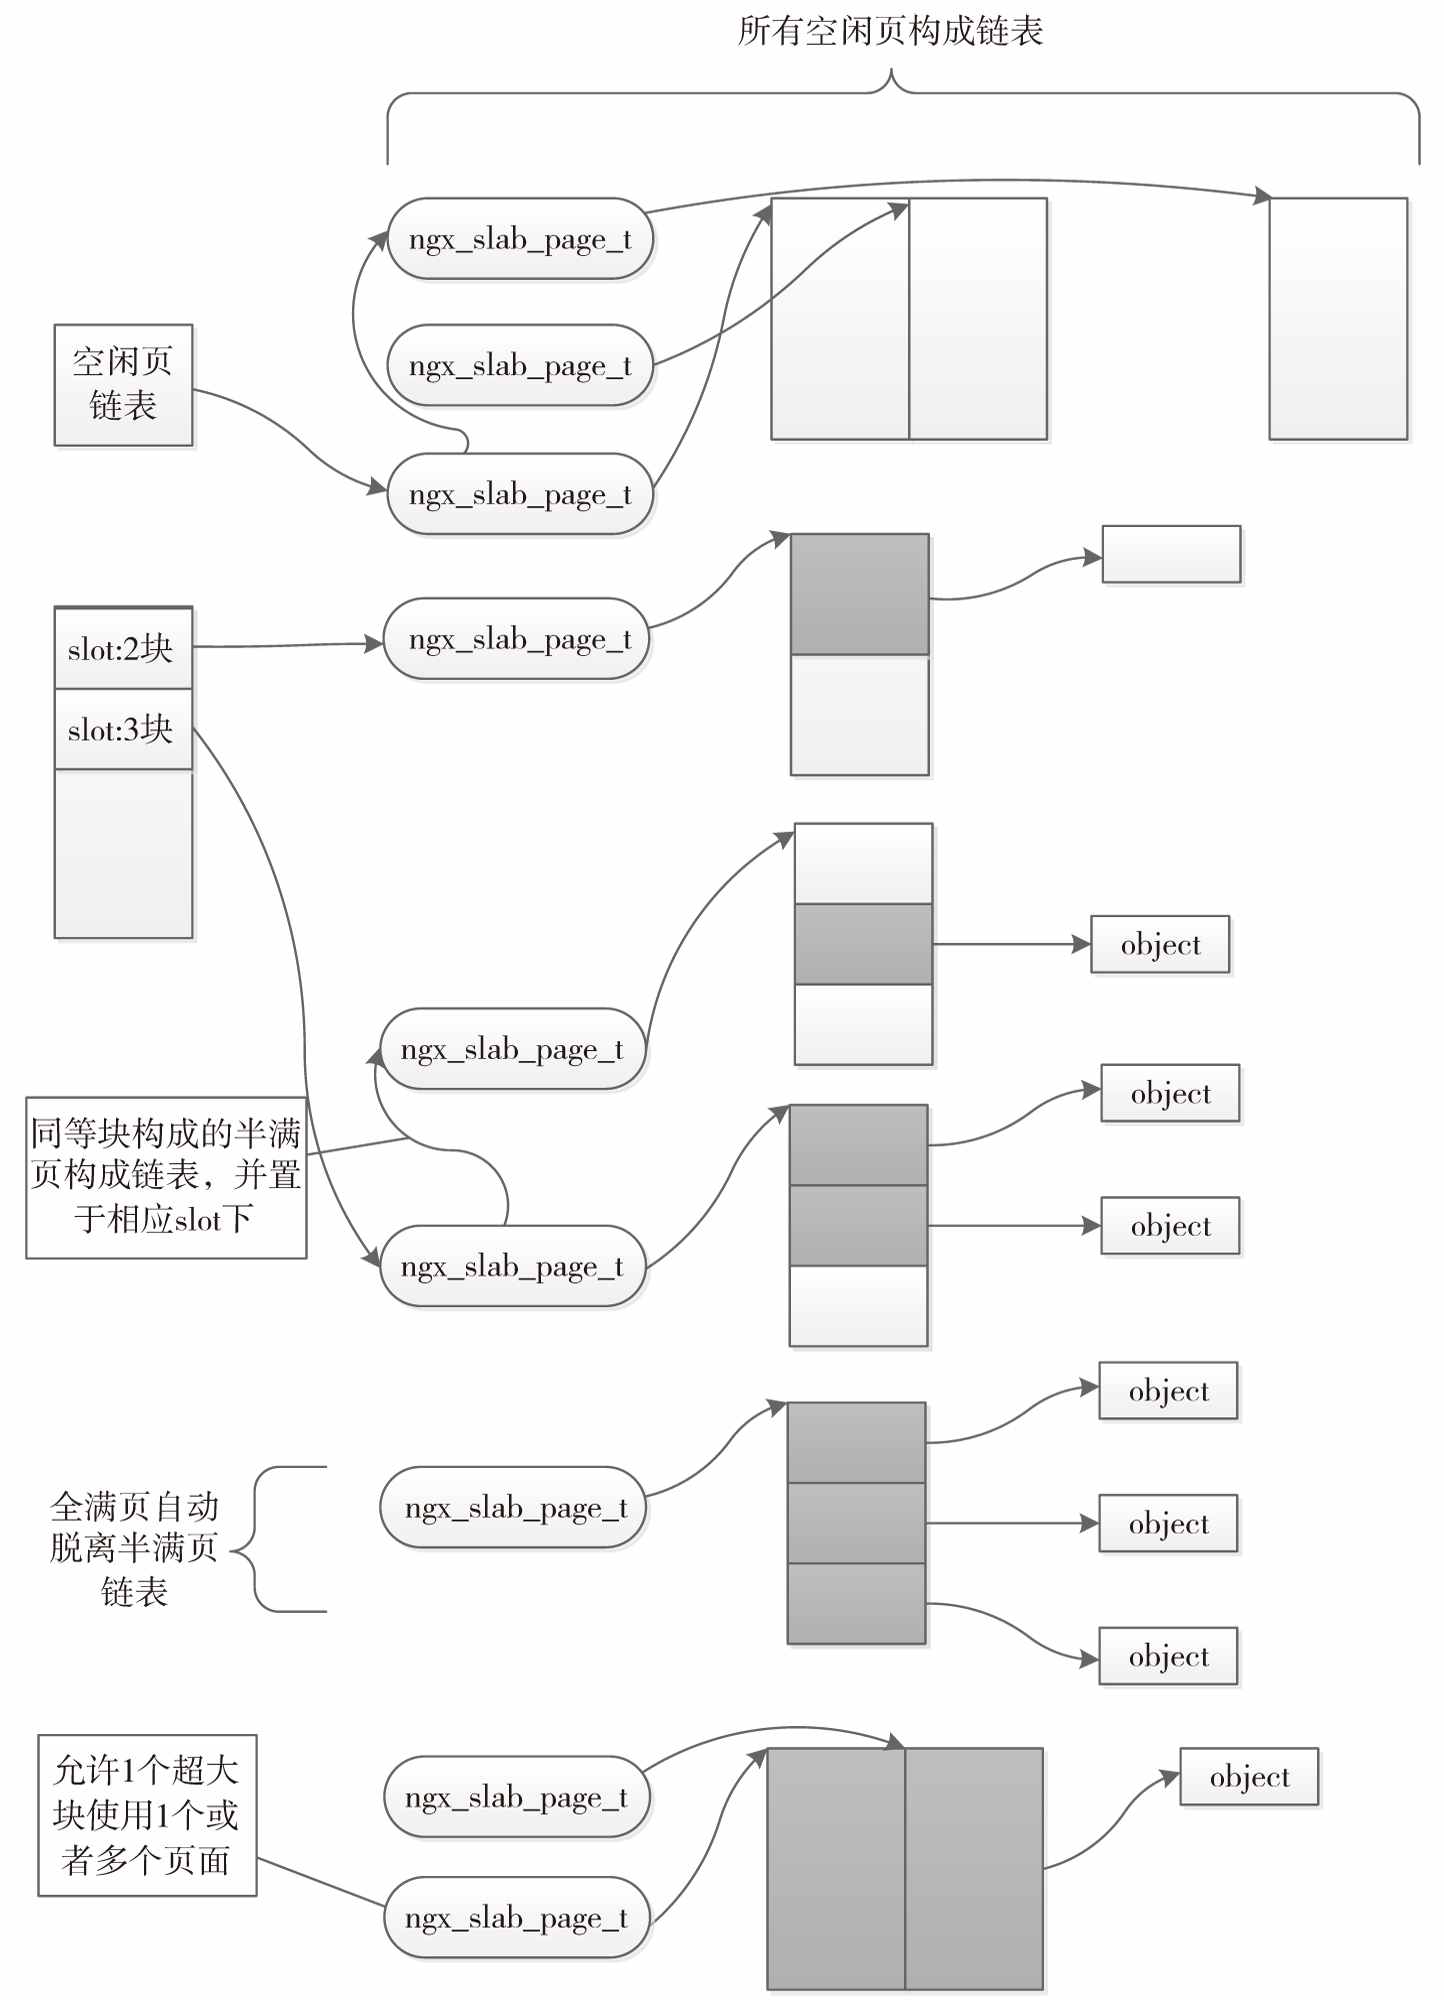 所有空闲页构成链表
ngx_slab_page_t
空闲页
链表
ngx_slab_page_t
ngx_slab_page_t
slot:2块
slot:3块
ngx_slab_page_t
object
ngx_slab_page_t
object
同等块构成的半满
页构成链表，并置
于相应slot下
object
ngx_slab_page_t
object
全满页自动
脱离半满页
链表
ngx_slab_page_t
object
object
允许1个超大
块使用1个或
者多个页面
ngx_slab_page_t
object
ngx_slab_page_t